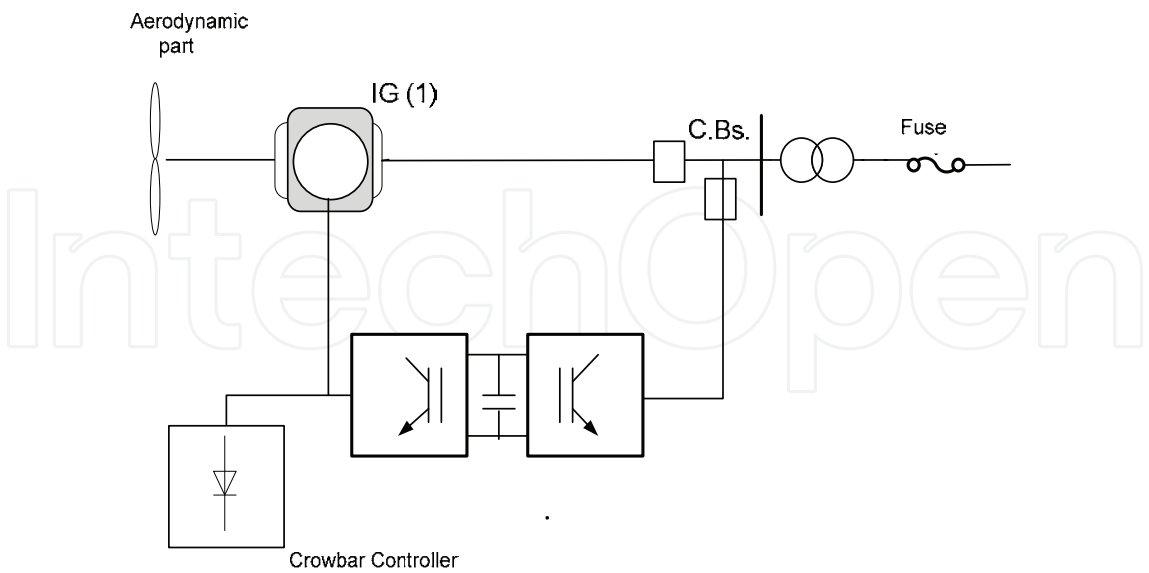 Aerodynamic
part
IG (1)
C.Bs.
Fuse
IntechOpen
Crowbar Controller